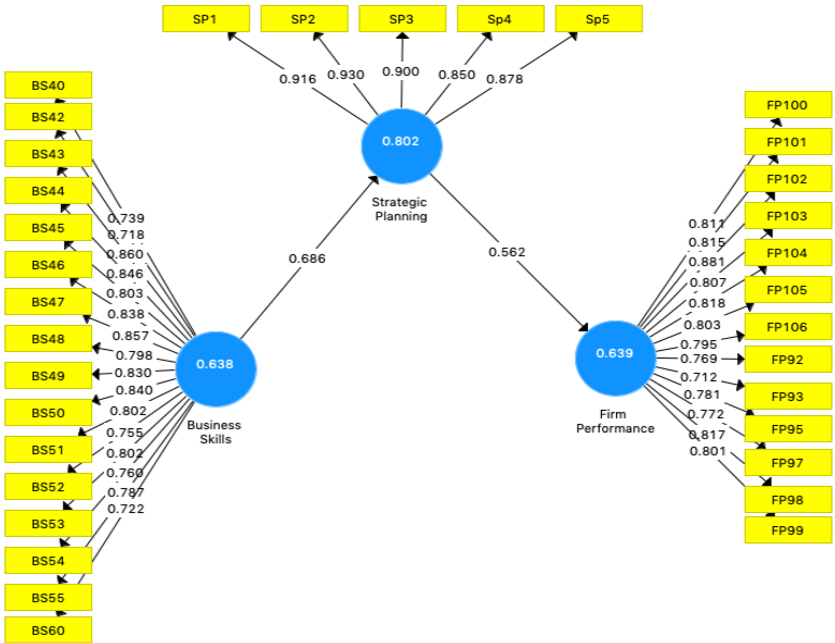 SP1
SP2
SP3
Sp4
Sp5
0.916
0.930
0.900
0.850
0.878
0.802
Strategic
Planning
BS40
BS42
BS43
BS44
BS45
BS46
BS47
BS48
BS49
BS50
BS51
BS52
BS53
BS54
BS55
BS60
0.739
0.718
0.860
0.846
0.803
0.838
0.857
0.798
0.830
0.840
0.802
0.755
0.802
0.760
0.787
0.722
0.638
Business
Skills
0.686
0.562
0.639
Firm
Performance
0.811
0.815
0.881
0.807
0.818
0.803
0.795
0.769
0.712
0.781
0.772
0.817
0.801
FP100
FP101
FP102
FP103
FP104
FP105
FP106
FP92
FP93
FP95
FP97
FP98
FP99